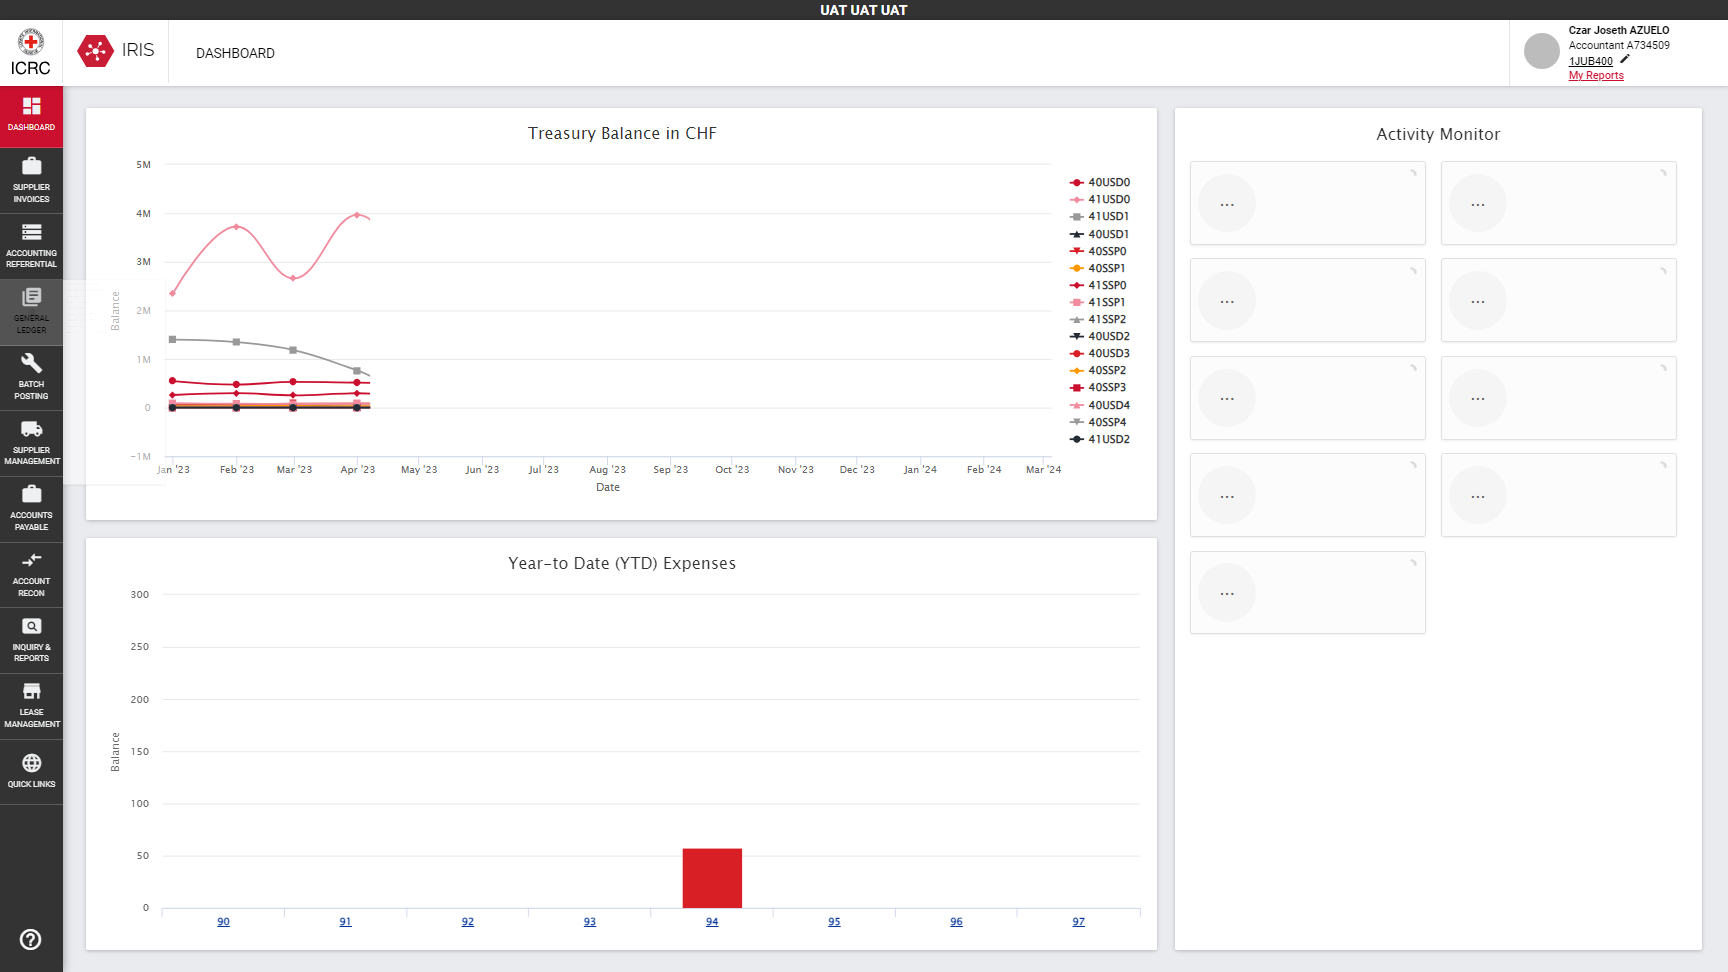 UAT UAT UAT
ICRC
IRIS
DASHBOARD
Czar Joseth AZUELO
Accountant A734509
1JUB400
My Reports
DASHBOARD
SUPPLIER
INVOICES
ACCOUNTING
REFERENTIAL
GENERAL
LEDGER
BATCH
POSTING
SUPPLIER
MANAGEMENT
ACCOUNTS
PAYABLE
ACCOUNT
RECON
INQUIRY &
REPORTS
LEASE
MANAGEMENT
QUICK LINKS
Treasury Balance in CHF
5M
4M
3M
2M
1M
0
−1M
Balance
Jan '23 Feb '23 Mar '23 Apr '23 May '23 Jun '23 Jul '23 Aug '23 Sep '23 Oct '23 Nov '23 Dec '23 Jan '24 Feb '24 Mar '24
Date
40USD0
41USD0
41USD1
40USD1
40SSP0
40SSP1
41SSP0
41SSP1
41SSP2
40USD2
40USD3
40SSP2
40SSP3
40USD4
40SSP4
41USD2
Year-to Date (YTD) Expenses
300
250
200
150
100
50
0
Balance
90 91 92 93 94 95 96 97
Activity Monitor
... ...
... ...
... ...
... ...
...